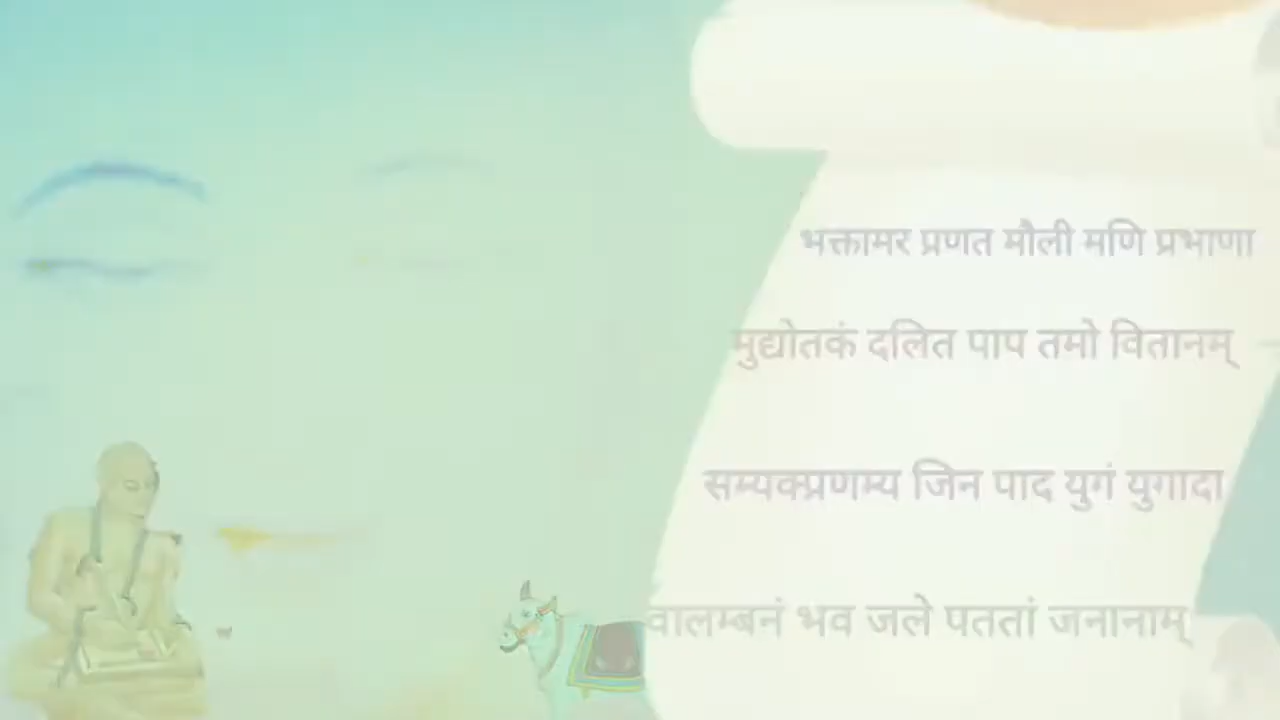 भक्तामर प्रणत मौली मणि प्रभाणा
मुद्योतकं दलित पाप तमो वितानम्
सम्यक्प्रणम्य जिन पाद युगं युगादा
वालम्बनं भव जले पततां जनानाम्